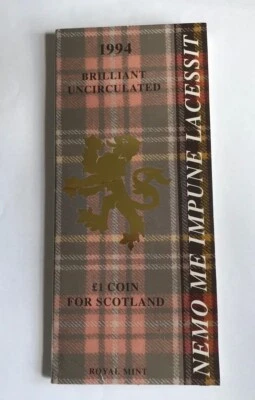 1994
BRILLIANT
UNCIRCULATED
£1 COIN
FOR SCOTLAND
ROYAL MINT
NEMO ME IMPUNE LACESSIT